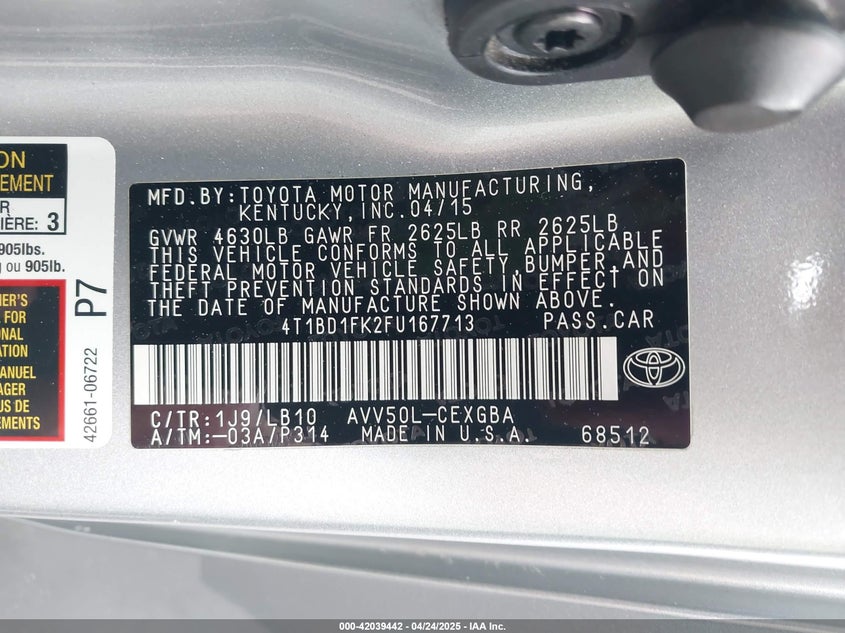 ON
EMENT
R
IÈRE: 3
905lbs.
g ou 905lb.
ER'S
FOR
ONAL
ATION
MANUEL
AGER
US DE
EMENTS
P7
42661-06722
MFD.BY:TOYOTA MOTOR MANUFACTURING,
KENTUCKY,INC.04/15
GVWR 4630LB GAWR FR 2625LB RR 2625LB
THIS VEHICLE CONFORMS TO ALL APPLICABLE
FEDERAL MOTOR VEHICLE SAFETY,BUMPER,AND
THEFT PREVENTION STANDARDS IN EFFECT ON
THE DATE OF MANUFACTURE SHOWN ABOVE.
4T1BD1FK2FU167713 PASS.CAR
C/TR:1J9/LB10 AVV50L-CEXGBA
A/TM:-03A/P314 MADE IN U.S.A. 68512
000-42039442 - 04/24/2025 - IAA Inc.